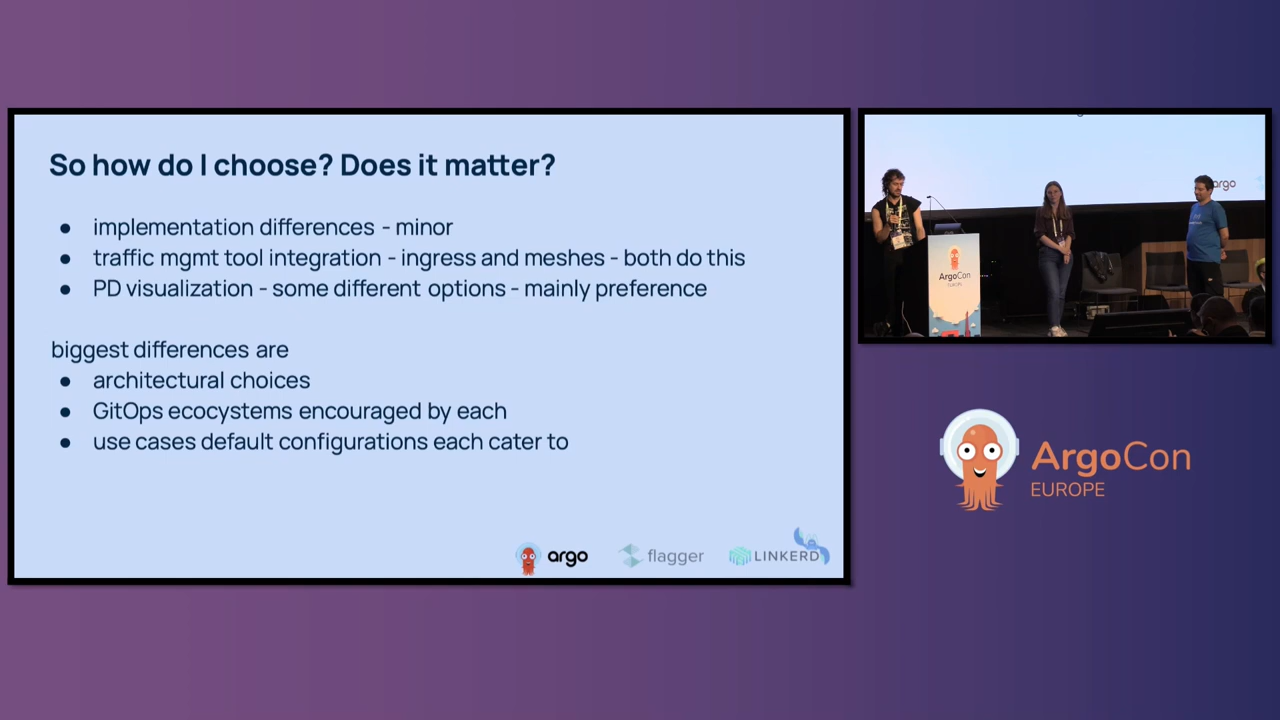 So how do I choose? Does it matter?
● implementation differences - minor
● traffic mgmt tool integration - ingress and meshes - both do this
● PD visualization - some different options - mainly preference
biggest differences are
● architectural choices
● GitOps ecocystems encouraged by each
● use cases default configurations each cater to
argo
flagger
LINKERD
argo
ArgoCon
EUROPE
ArgoCon
EUROPE